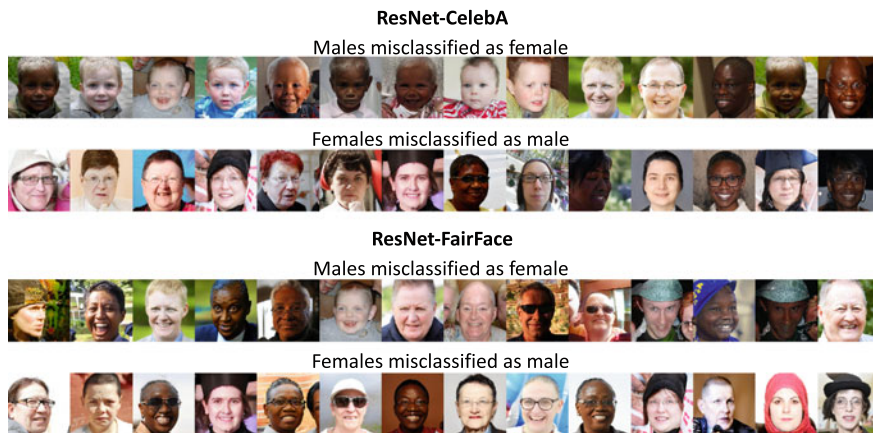 ResNet-CelebA
Males misclassified as female
Females misclassified as male
ResNet-FairFace
Males misclassified as female
Females misclassified as male